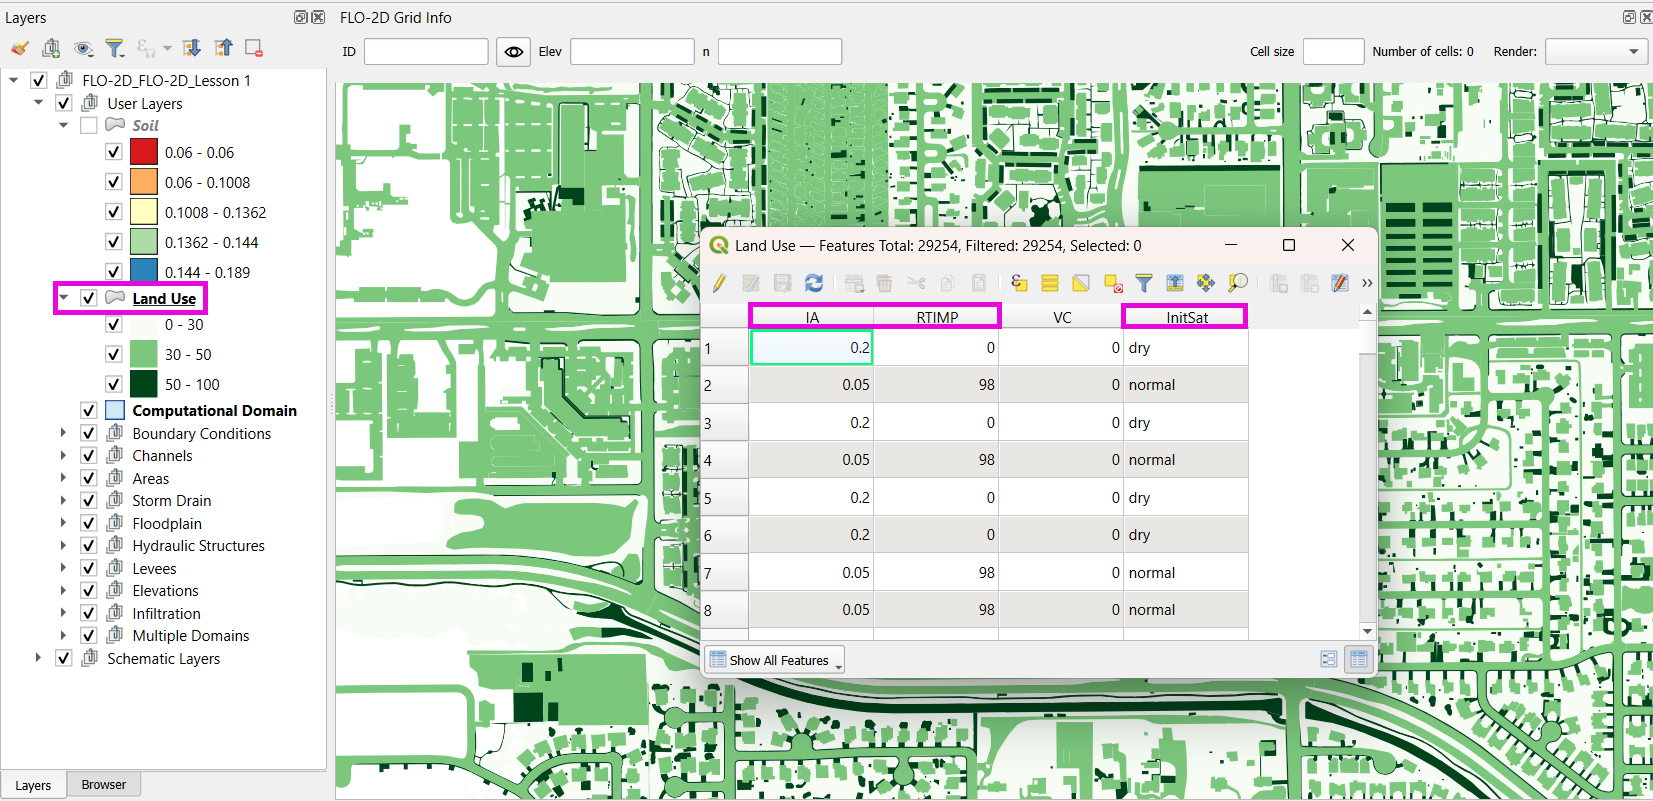 Layers
FLO-2D Grid Info
ID
Elev
n
Cell size
Number of cells: 0
Render:
FLO-2D_FLO-2D_Lesson 1
User Layers
Soil
0.06 - 0.06
0.06 - 0.1008
0.1008 - 0.1362
0.1362 - 0.144
0.144 - 0.189
Land Use
0 - 30
30 - 50
50 - 100
Computational Domain
Boundary Conditions
Channels
Areas
Storm Drain
Floodplain
Hydraulic Structures
Levees
Elevations
Infiltration
Multiple Domains
Schematic Layers
Layers
Browser
Land Use — Features Total: 29254, Filtered: 29254, Selected: 0
IA RTIMP VC InitSat
1 0.2 0 0 dry
2 0.05 98 0 normal
3 0.2 0 0 dry
4 0.05 98 0 normal
5 0.2 0 0 dry
6 0.2 0 0 dry
7 0.05 98 0 normal
8 0.05 98 0 normal
Show All Features